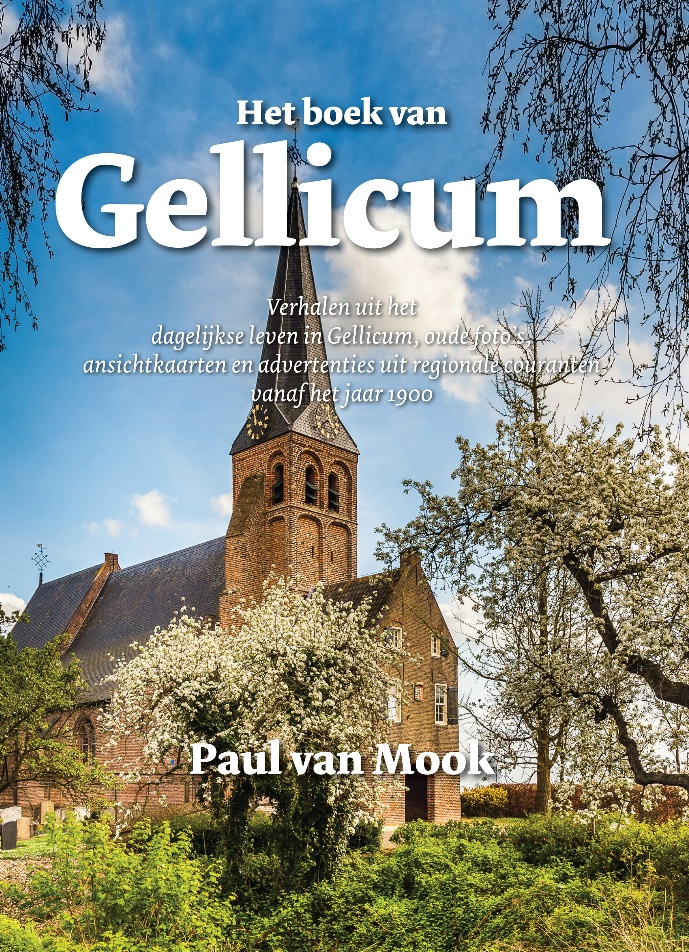 Het boek van
Gellicum
Verhalen uit het
dagelijkse leven in Gellicum, oude foto's,
ansichtkaarten en advertenties uit regionale couranten
vanaf het jaar 1900
Paul van Mook